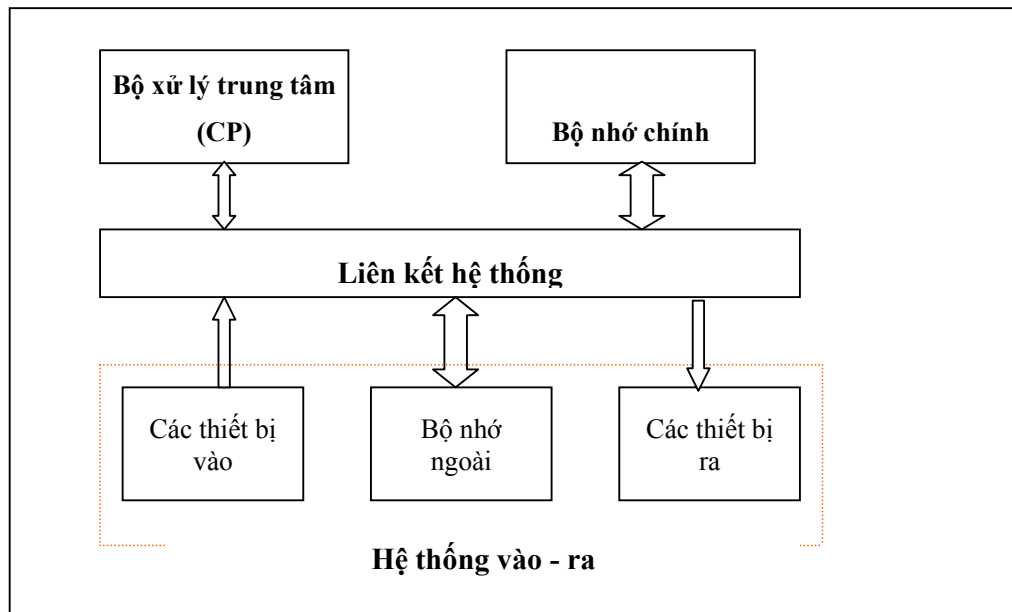 Bộ xử lý trung tâm
(CP)
Bộ nhớ chính
Liên kết hệ thống
Các thiết bị
vào
Bộ nhớ
ngoài
Các thiết bị
ra
Hệ thống vào - ra